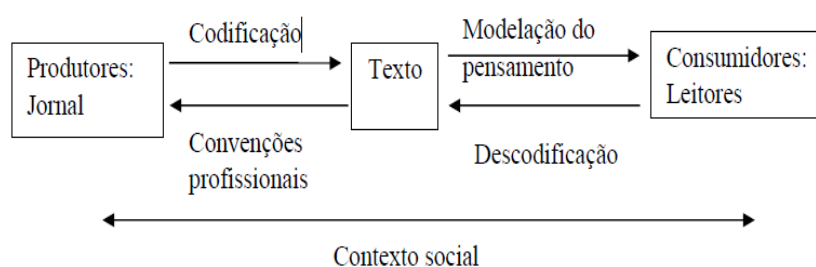 Codificação
Modelação do
pensamento
Produtores:
Jornal
Texto
Consumidores:
Leitores
Convenções
profissionais
Descodificação
Contexto social